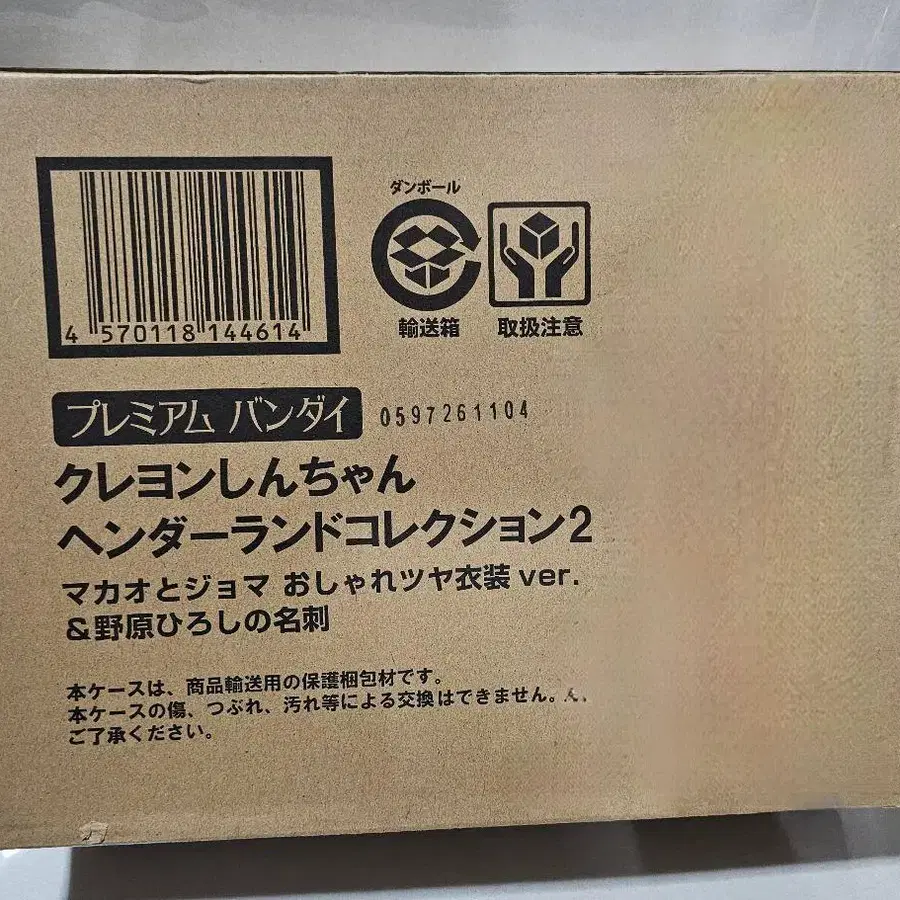 ダンボール
輸送箱
取扱注意
4 570118 144614
プレミアム バンダイ
0597261104
クレヨンしんちゃん
ヘンダーランドコレクション2
マカオとジョマ おしゃれツヤ衣装 ver.
&野原ひろしの名刺
本ケースは、商品輸送用の保護梱包材です。
本ケースの傷、つぶれ、汚れ等による交換はできません。
ご了承ください。